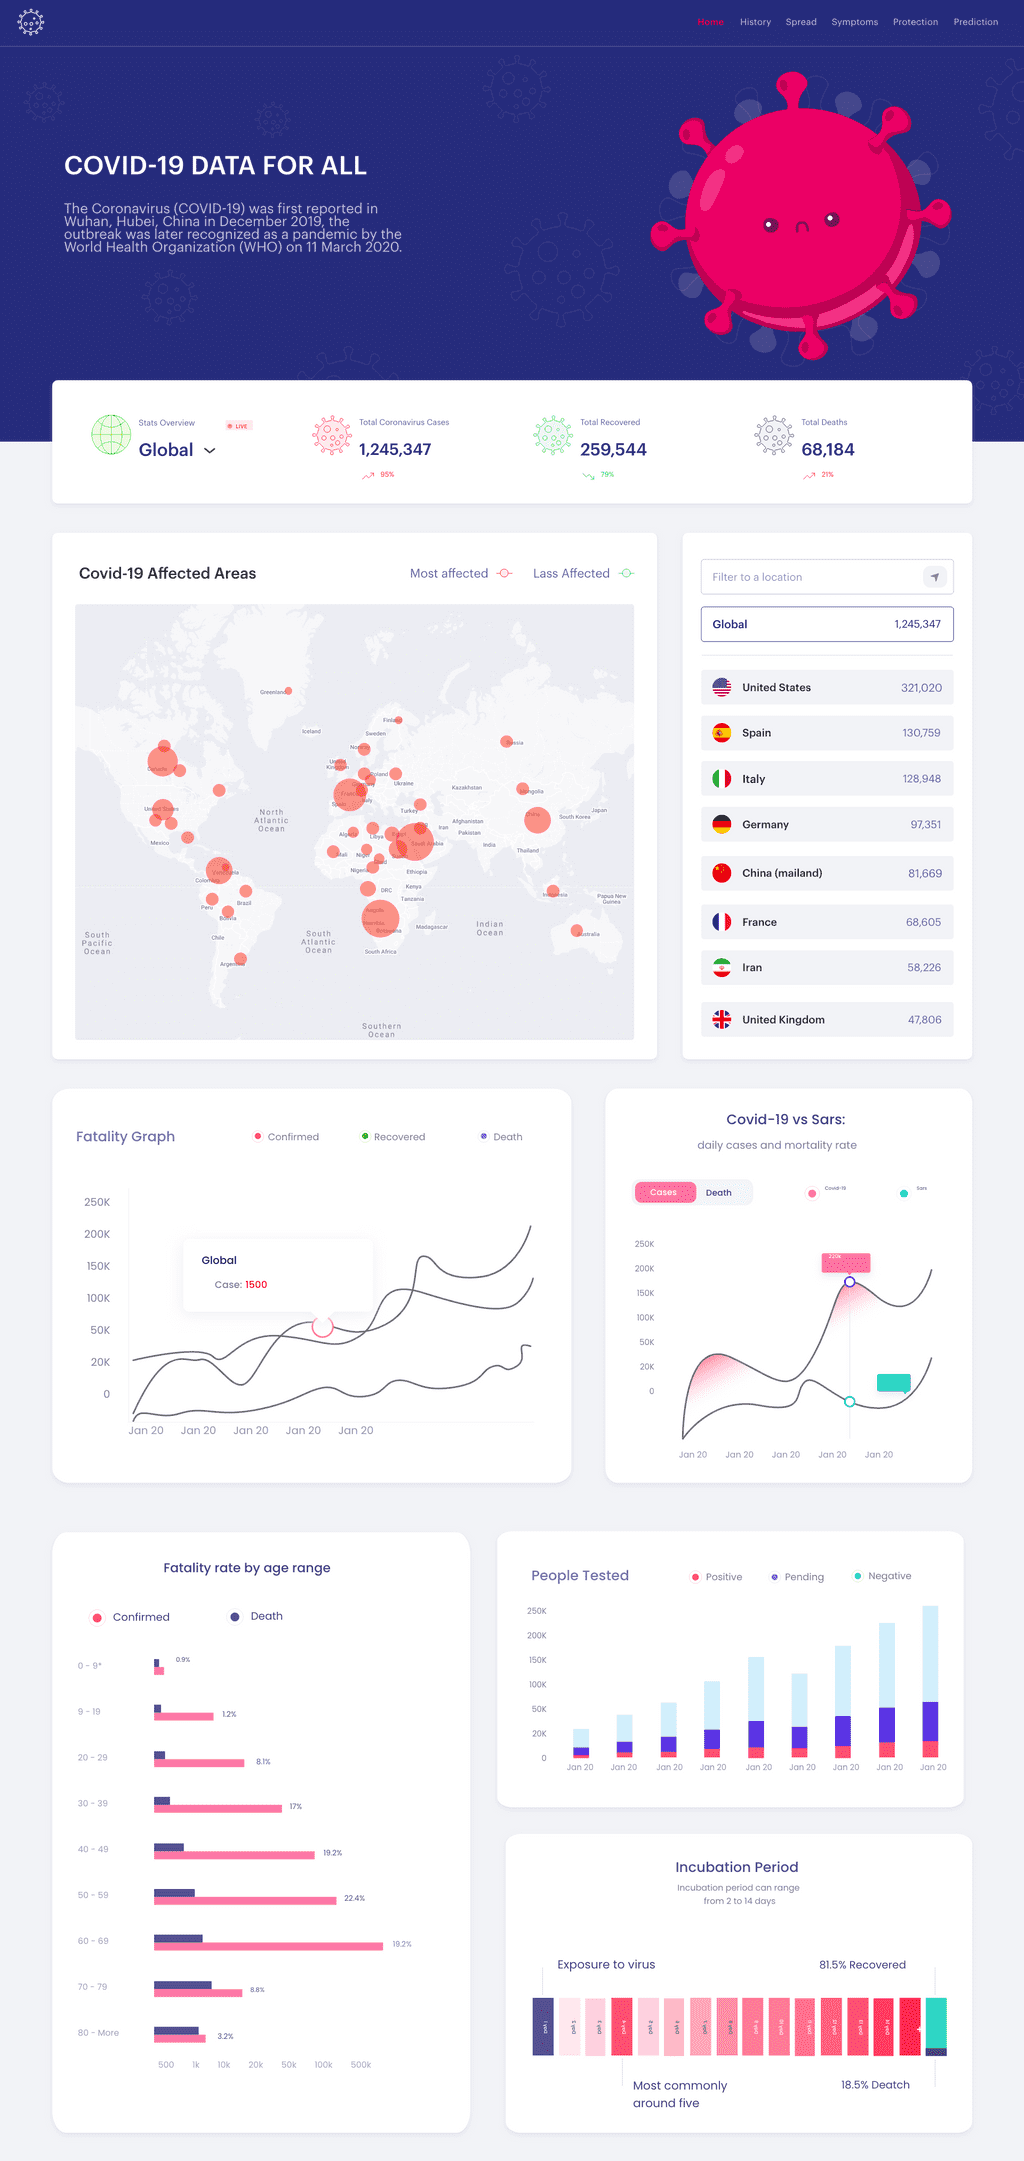 Home History Spread Symptoms Protection Prediction
COVID-19 DATA FOR ALL
The Coronavirus (COVID-19) was first reported in
Wuhan, Hubei, China in December 2019, the
outbreak was later recognized as a pandemic by the
World Health Organization (WHO) on 11 March 2020.
Stats Overview
LIVE
Global
Total Coronavirus Cases
1,245,347
95%
Total Recovered
259,544
79%
Total Deaths
68,184
21%
Covid-19 Affected Areas
Most affected
Lass Affected
Greenland
Iceland
Finland
Sweden
Norway
Russia
United
Kingdom
Poland
Ukraine
Kazakhstan
Mongolia
Canada
Germany
France
Spain
Italy
Turkey
China
Japan
South Korea
United States
North
Atlantic
Ocean
Afghanistan
Iran
Pakistan
Algeria
Libya
Egypt
Saudi Arabia
India
Mexico
Mali
Niger
Chad
Thailand
Nigeria
Ethiopia
Venezuela
Colombia
Kenya
DRC
Tanzania
Indonesia
Papua New
Guinea
Peru
Brazil
Bolivia
Angola
Namibia
Botswana
Madagascar
Indian
Ocean
Australia
South
Pacific
Ocean
Chile
South
Atlantic
Ocean
South Africa
Argentina
Southern
Ocean
Filter to a location
Global 1,245,347
United States 321,020
Spain 130,759
Italy 128,948
Germany 97,351
China (mailand) 81,669
France 68,605
Iran 58,226
United Kingdom 47,806
Fatality Graph
Confirmed
Recovered
Death
250K
200K
150K
100K
50K
20K
0
Global
Case: 1500
Jan 20 Jan 20 Jan 20 Jan 20 Jan 20
Covid-19 vs Sars:
daily cases and mortality rate
Cases
Death
Covid-19
Sars
250K
200K
150K
100K
50K
20K
0
Jan 20 Jan 20 Jan 20 Jan 20 Jan 20
Fatality rate by age range
Confirmed
Death
0 - 9* 0.9%
9 - 19 1.2%
20 - 29 8.1%
30 - 39 17%
40 - 49 19.2%
50 - 59 22.4%
60 - 69 19.2%
70 - 79 8.8%
80 - More 3.2%
500 1k 10k 20k 50k 100k 500k
People Tested
Positive
Pending
Negative
250K
200K
150K
100K
50K
20K
0
Jan 20 Jan 20 Jan 20 Jan 20 Jan 20 Jan 20 Jan 20 Jan 20 Jan 20
Incubation Period
Incubation period can range
from 2 to 14 days
Exposure to virus
81.5% Recovered
Most commonly
around five
18.5% Deatch